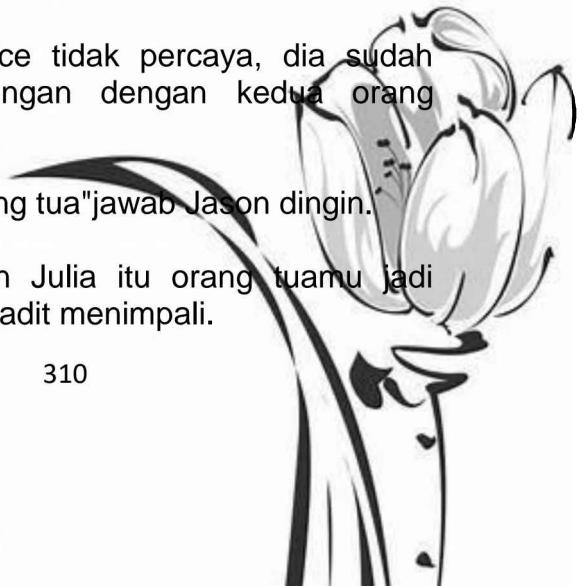 ce tidak percaya, dia sudah
ngan dengan kedua orang
ng tua"jawab Jason dingin.
n Julia itu orang tuamu jadi
adit menimpali.
310